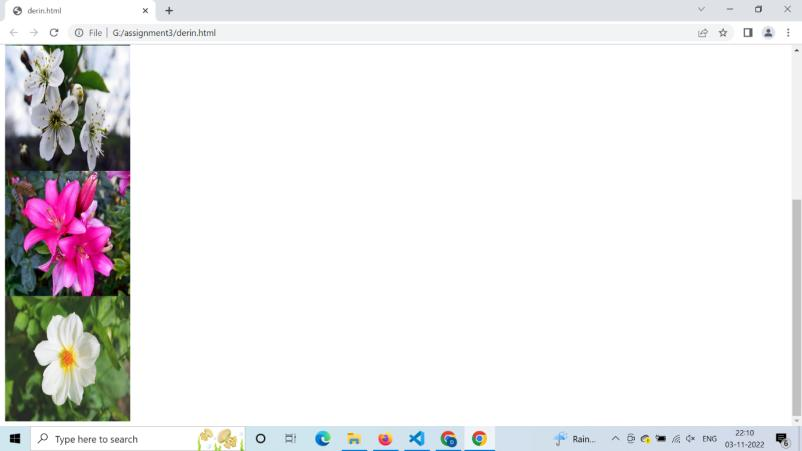 derin.html
File | G:/assignment3/derin.html
Type here to search
Rain... ENG 22:10
03-11-2022
6